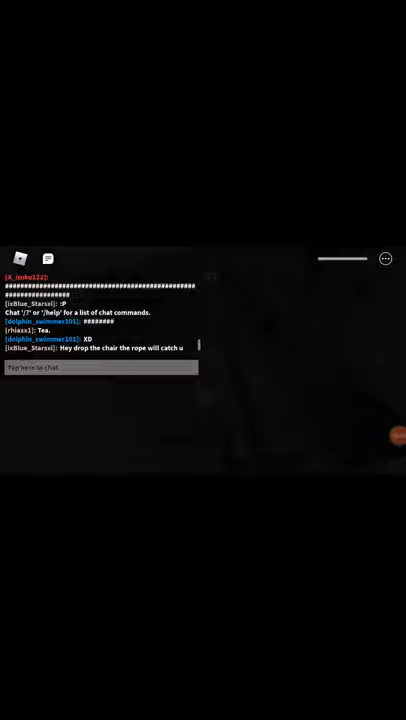 [X_Izuku122]:
##################################################
#################
[ixBlue_Starsxi]: :P
Chat '/?' or '/help' for a list of chat commands.
[dolphin_swimmer101]: ########
[rhiaxx1]: Tea.
[dolphin_swimmer101]: XD
[ixBlue_Starsxi]: Hey drop the chair the rope will catch u
Tap here to chat